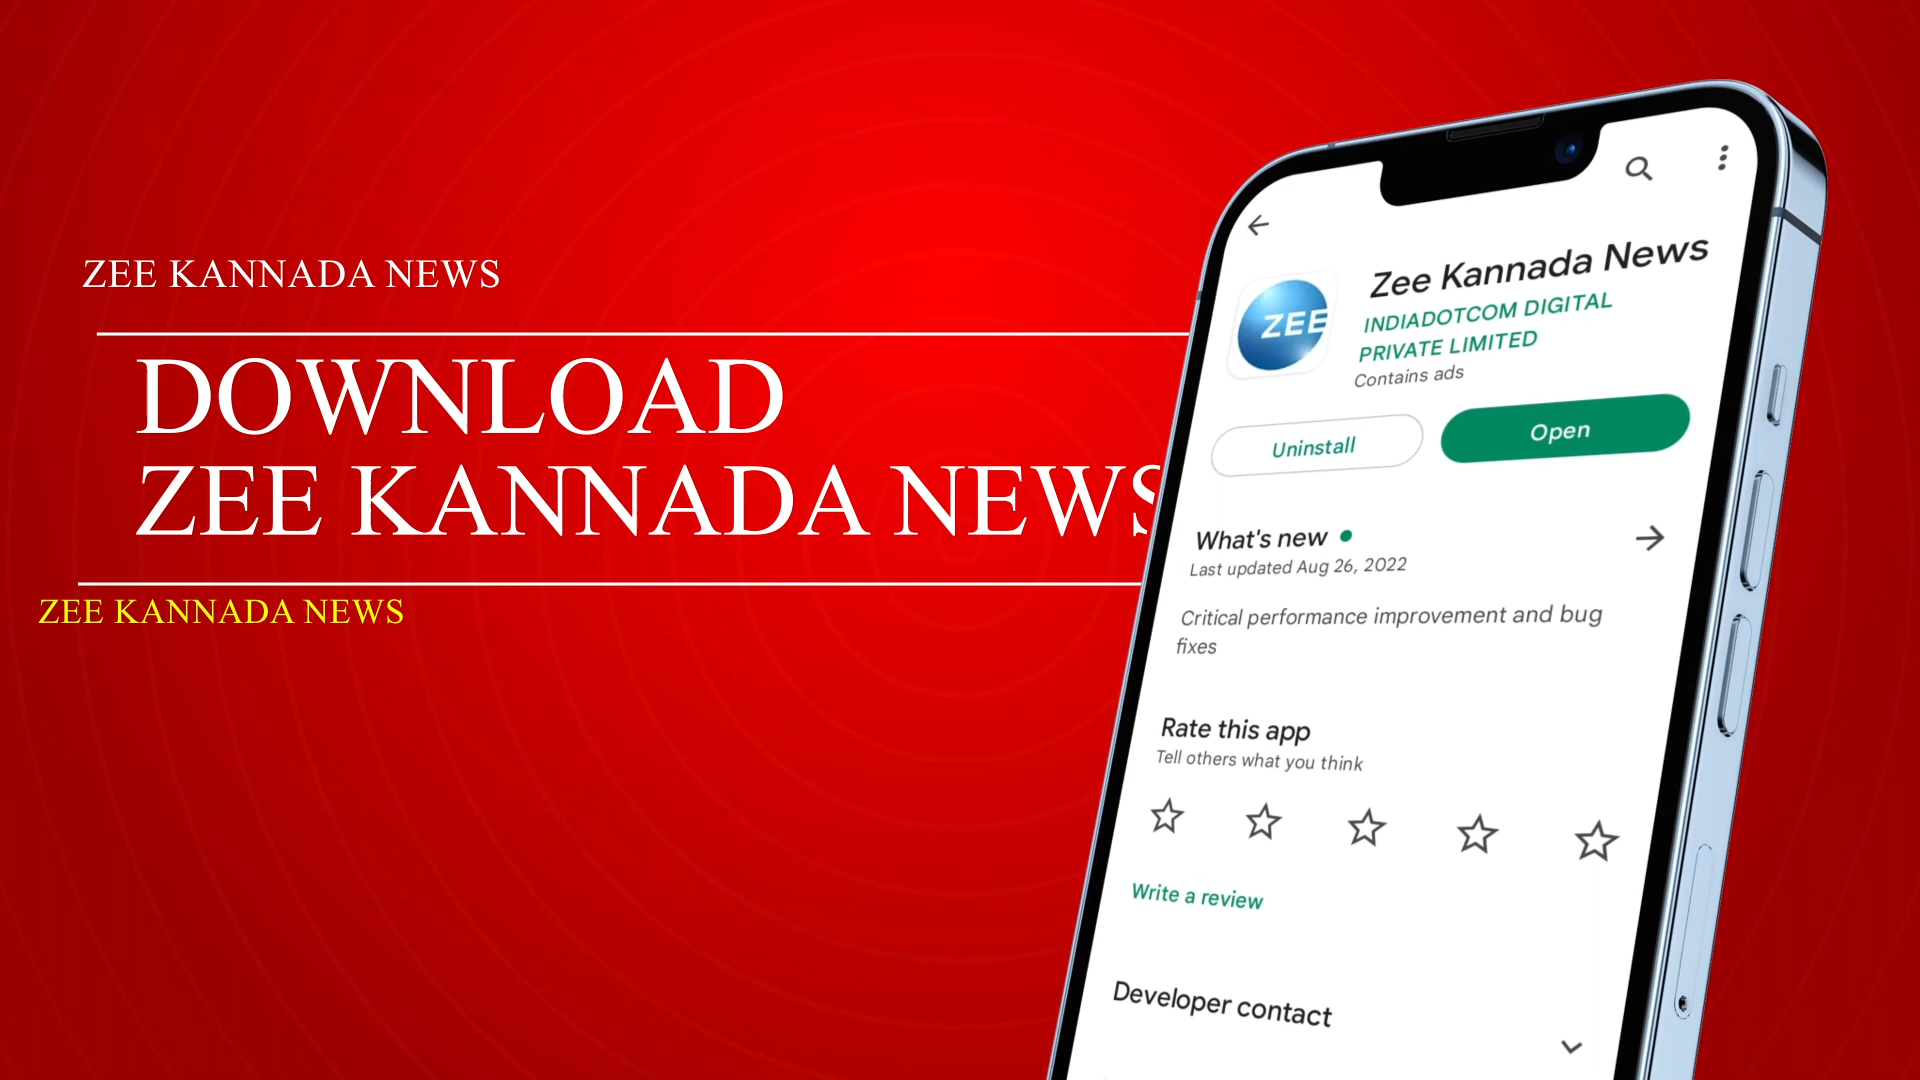 ZEE KANNADA NEWS
DOWNLOAD
ZEE KANNADA NEWS
ZEE KANNADA NEWS
Zee Kannada News
ZEE
INDIADOTCOM DIGITAL
PRIVATE LIMITED
Contains ads
Uninstall
Open
What's new
Last updated Aug 26, 2022
Critical performance improvement and bug
fixes
Rate this app
Tell others what you think
Write a review
Developer contact